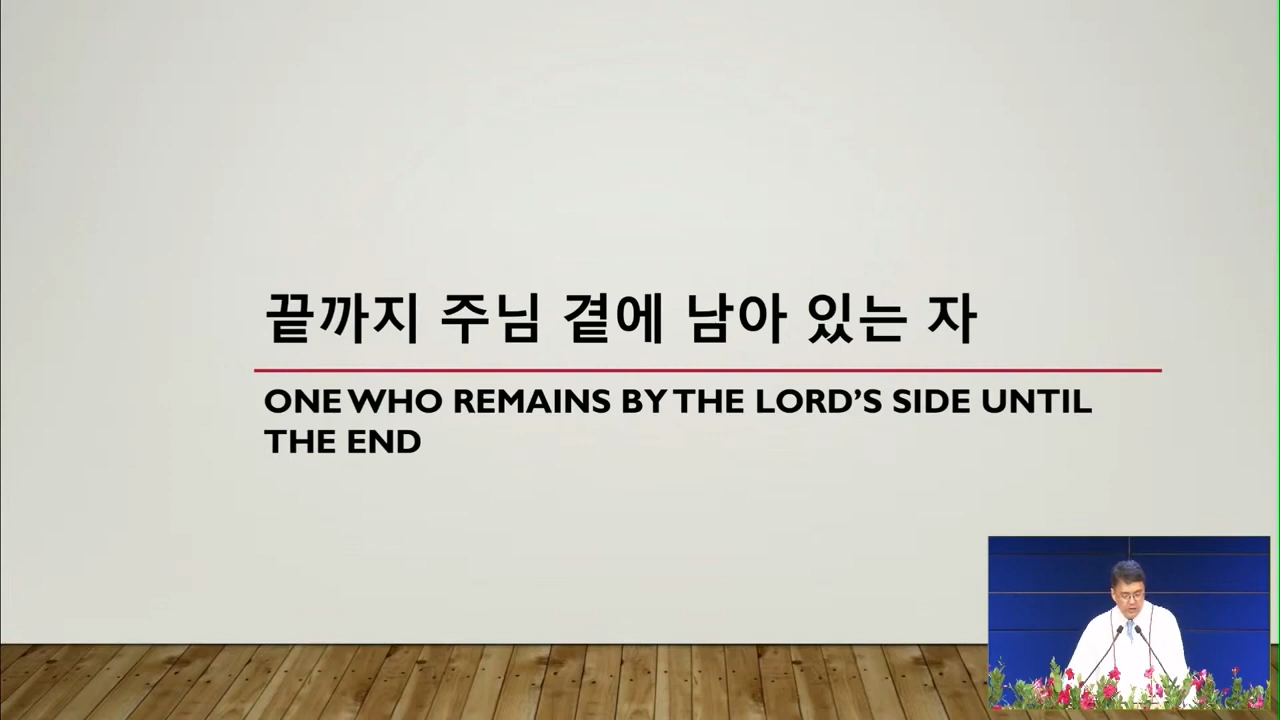 끝까지 주님 곁에 남아 있는 자
ONE WHO REMAINS BY THE LORD’S SIDE UNTIL
THE END